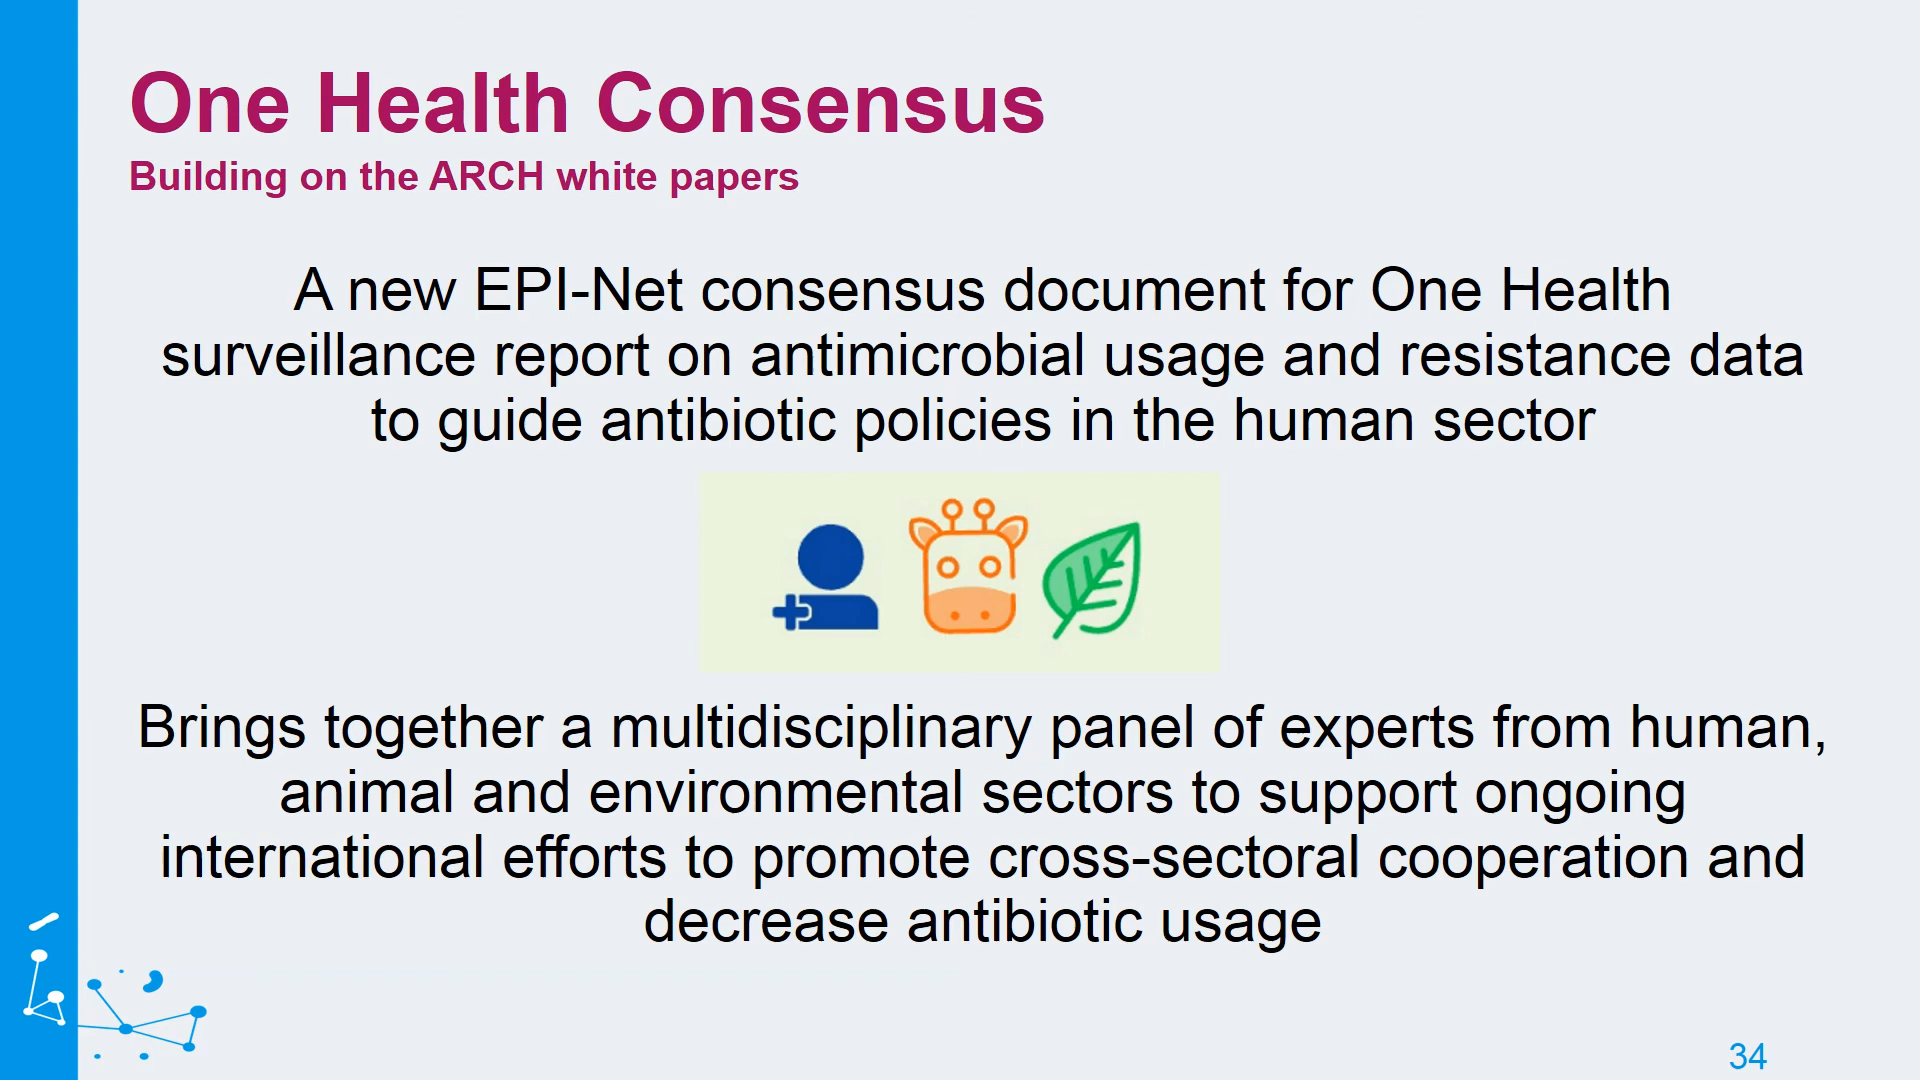 One Health Consensus
Building on the ARCH white papers
A new EPI-Net consensus document for One Health
surveillance report on antimicrobial usage and resistance data
to guide antibiotic policies in the human sector
Brings together a multidisciplinary panel of experts from human,
animal and environmental sectors to support ongoing
international efforts to promote cross-sectoral cooperation and
decrease antibiotic usage
34